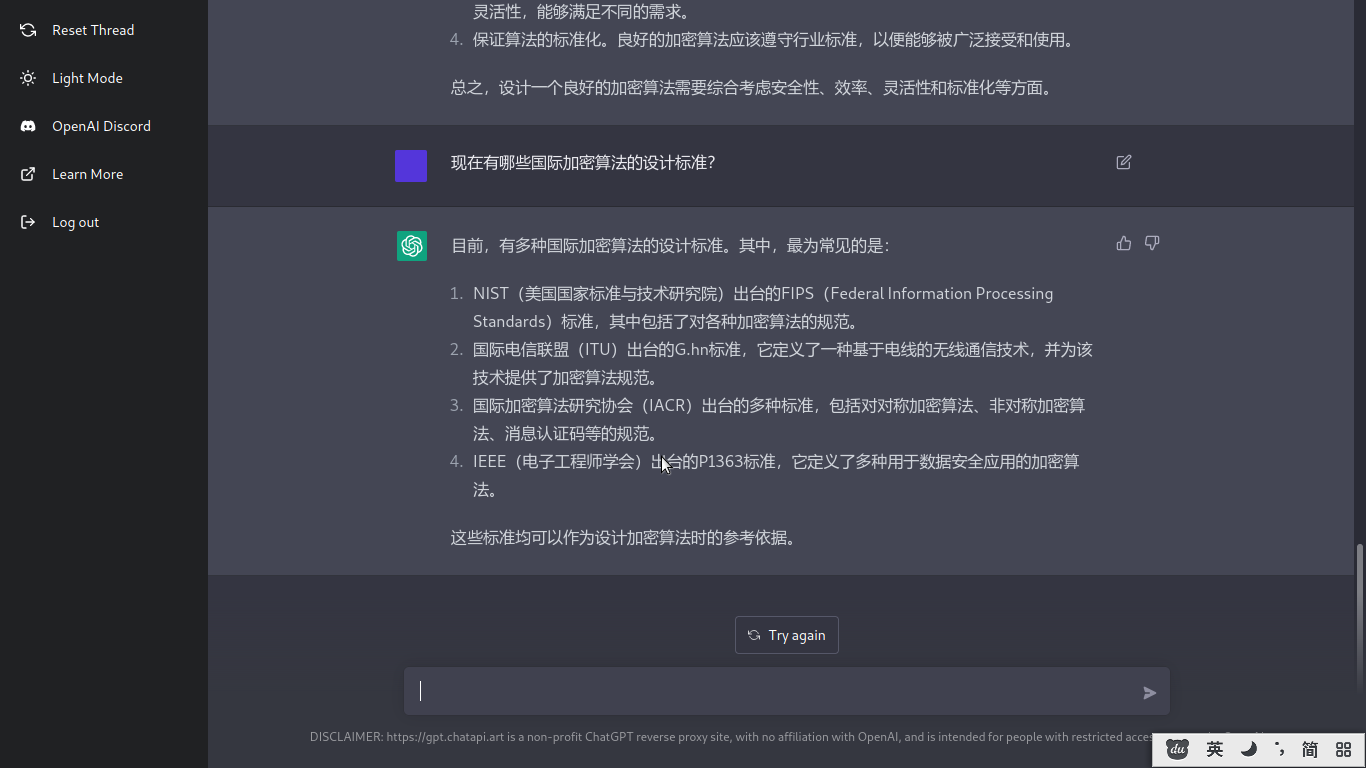 Reset Thread
Light Mode
OpenAI Discord
Learn More
Log out
灵活性，能够满足不同的需求。
4. 保证算法的标准化。良好的加密算法应该遵守行业标准，以便能够被广泛接受和使用。
总之，设计一个良好的加密算法需要综合考虑安全性、效率、灵活性和标准化等方面。
现在有哪些国际加密算法的设计标准？
目前，有多种国际加密算法的设计标准。其中，最为常见的是：
1. NIST（美国国家标准与技术研究院）出台的FIPS（Federal Information Processing
Standards）标准，其中包括了对各种加密算法的规范。
2. 国际电信联盟（ITU）出台的G.hn标准，它定义了一种基于电线的无线通信技术，并为该
技术提供了加密算法规范。
3. 国际加密算法研究协会（IACR）出台的多种标准，包括对对称加密算法、非对称加密算
法、消息认证码等的规范。
4. IEEE（电子工程师学会）出台的P1363标准，它定义了多种用于数据安全应用的加密算
法。
这些标准均可以作为设计加密算法时的参考依据。
Try again
DISCLAIMER: https://gpt.chatapi.art is a non-profit ChatGPT reverse proxy site, with no affiliation with OpenAI, and is intended for people with restricted
du 英 简